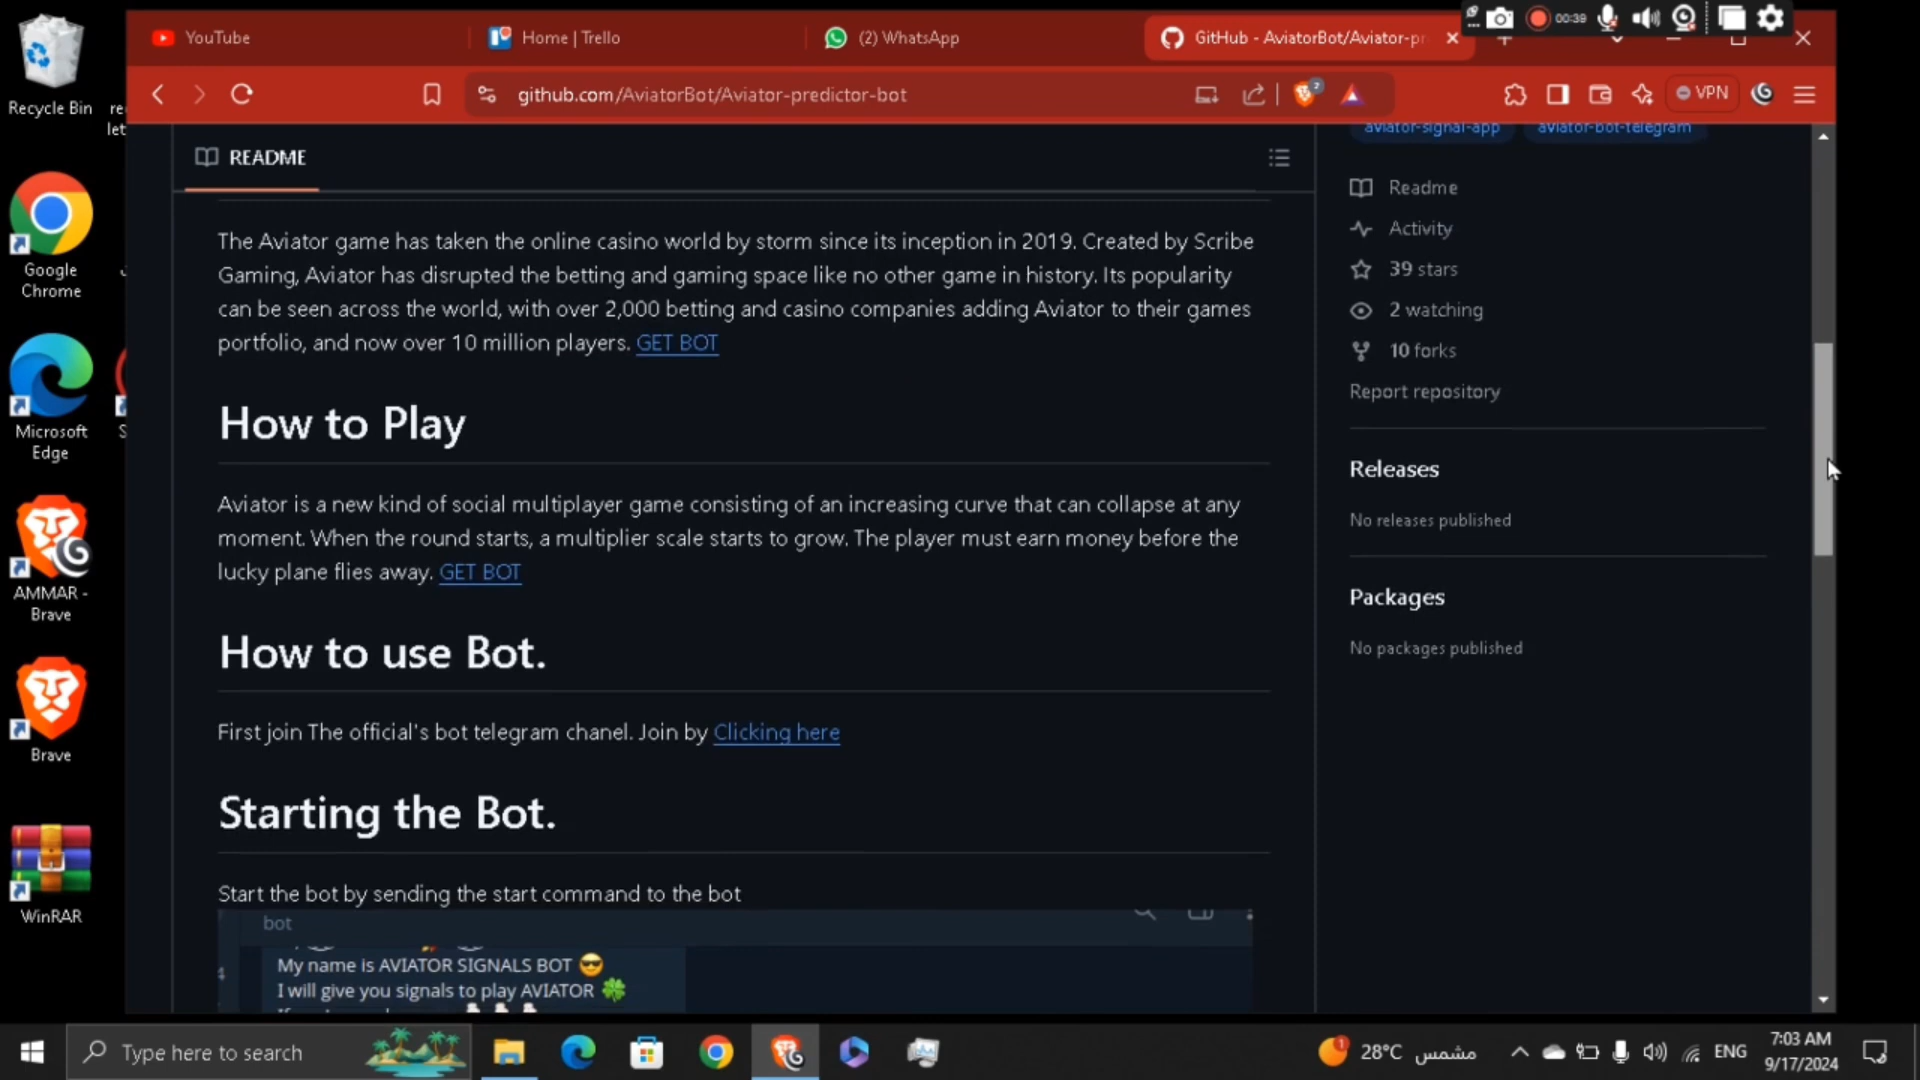 Recycle Bin
Google
Chrome
Microsoft
Edge
AMMAR -
Brave
Brave
WinRAR
00:39
YouTube
Home | Trello
(2) WhatsApp
GitHub - AviatorBot/Aviator-pr
github.com/AviatorBot/Aviator-predictor-bot
2
VPN
README
The Aviator game has taken the online casino world by storm since its inception in 2019. Created by Scribe
Gaming, Aviator has disrupted the betting and gaming space like no other game in history. Its popularity
can be seen across the world, with over 2,000 betting and casino companies adding Aviator to their games
portfolio, and now over 10 million players. GET BOT
How to Play
Aviator is a new kind of social multiplayer game consisting of an increasing curve that can collapse at any
moment. When the round starts, a multiplier scale starts to grow. The player must earn money before the
lucky plane flies away. GET BOT
How to use Bot.
First join The official's bot telegram chanel. Join by Clicking here
Starting the Bot.
Start the bot by sending the start command to the bot
bot
My name is AVIATOR SIGNALS BOT
I will give you signals to play AVIATOR
aviator-signal-app
aviator-bot-telegram
Readme
Activity
39 stars
2 watching
10 forks
Report repository
Releases
No releases published
Packages
No packages published
Type here to search
1
28°C مشمس
ENG
7:03 AM
9/17/2024